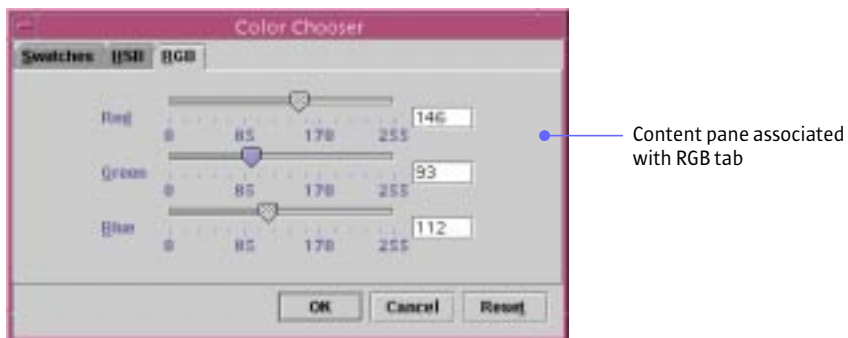 Color Chooser
Swatches HSB RGB
Red 146
0 85 170 255
Green 93
0 85 170 255
Blue 112
0 85 170 255
OK Cancel Reset
Content pane associated
with RGB tab